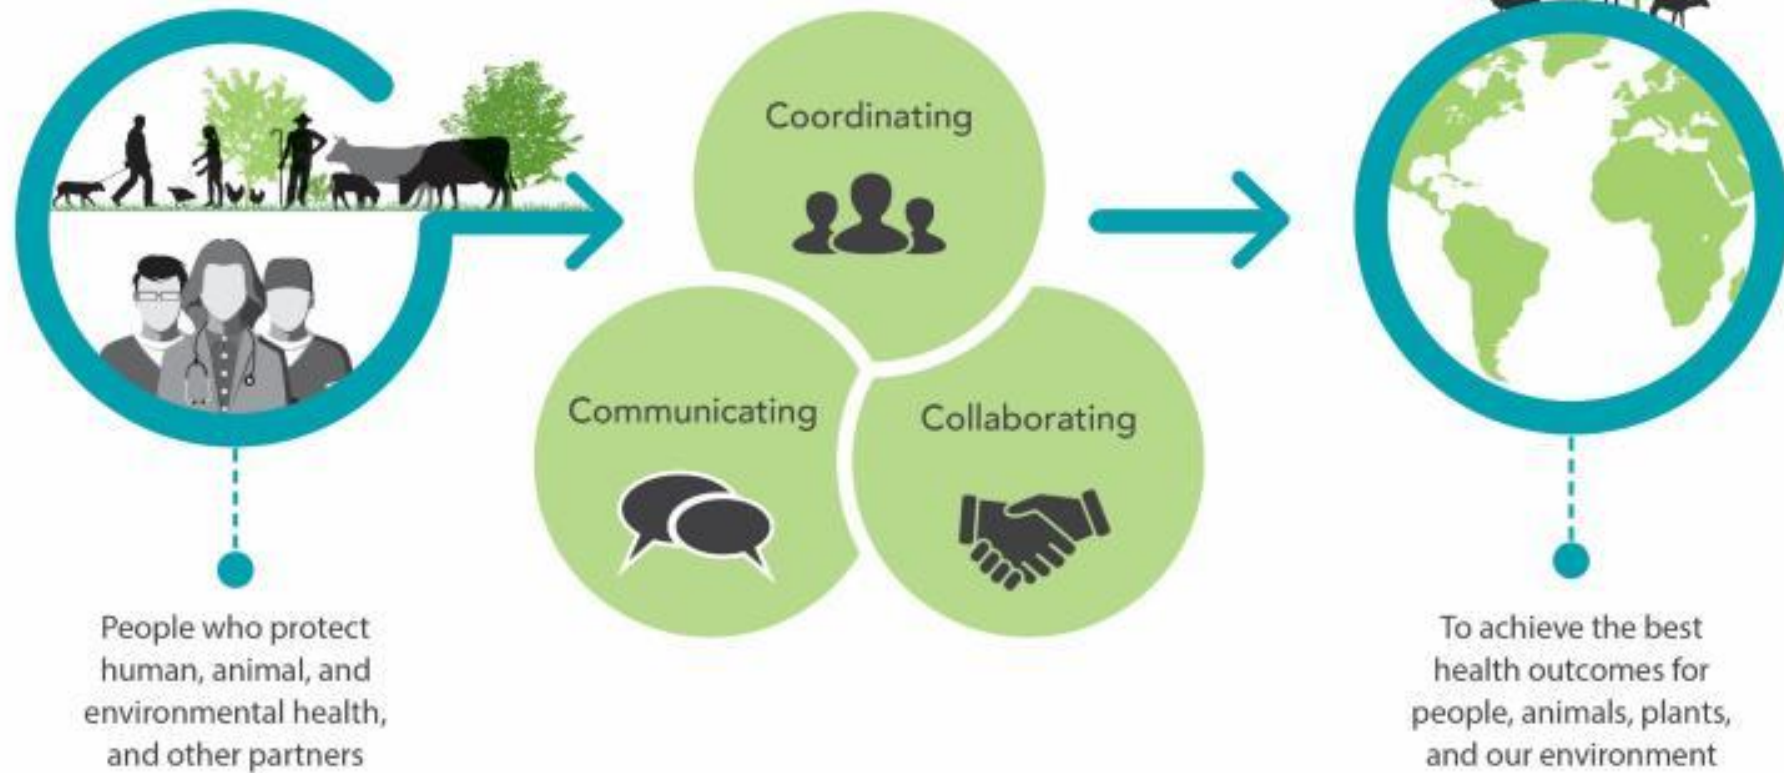 Coordinating
Communicating
Collaborating
People who protect
human, animal, and
environmental health,
and other partners
To achieve the best
health outcomes for
people, animals, plants,
and our environment